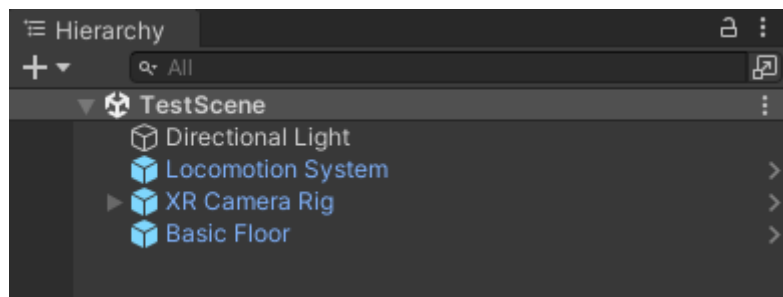 Hierarchy
All
TestScene
Directional Light
Locomotion System
XR Camera Rig
Basic Floor